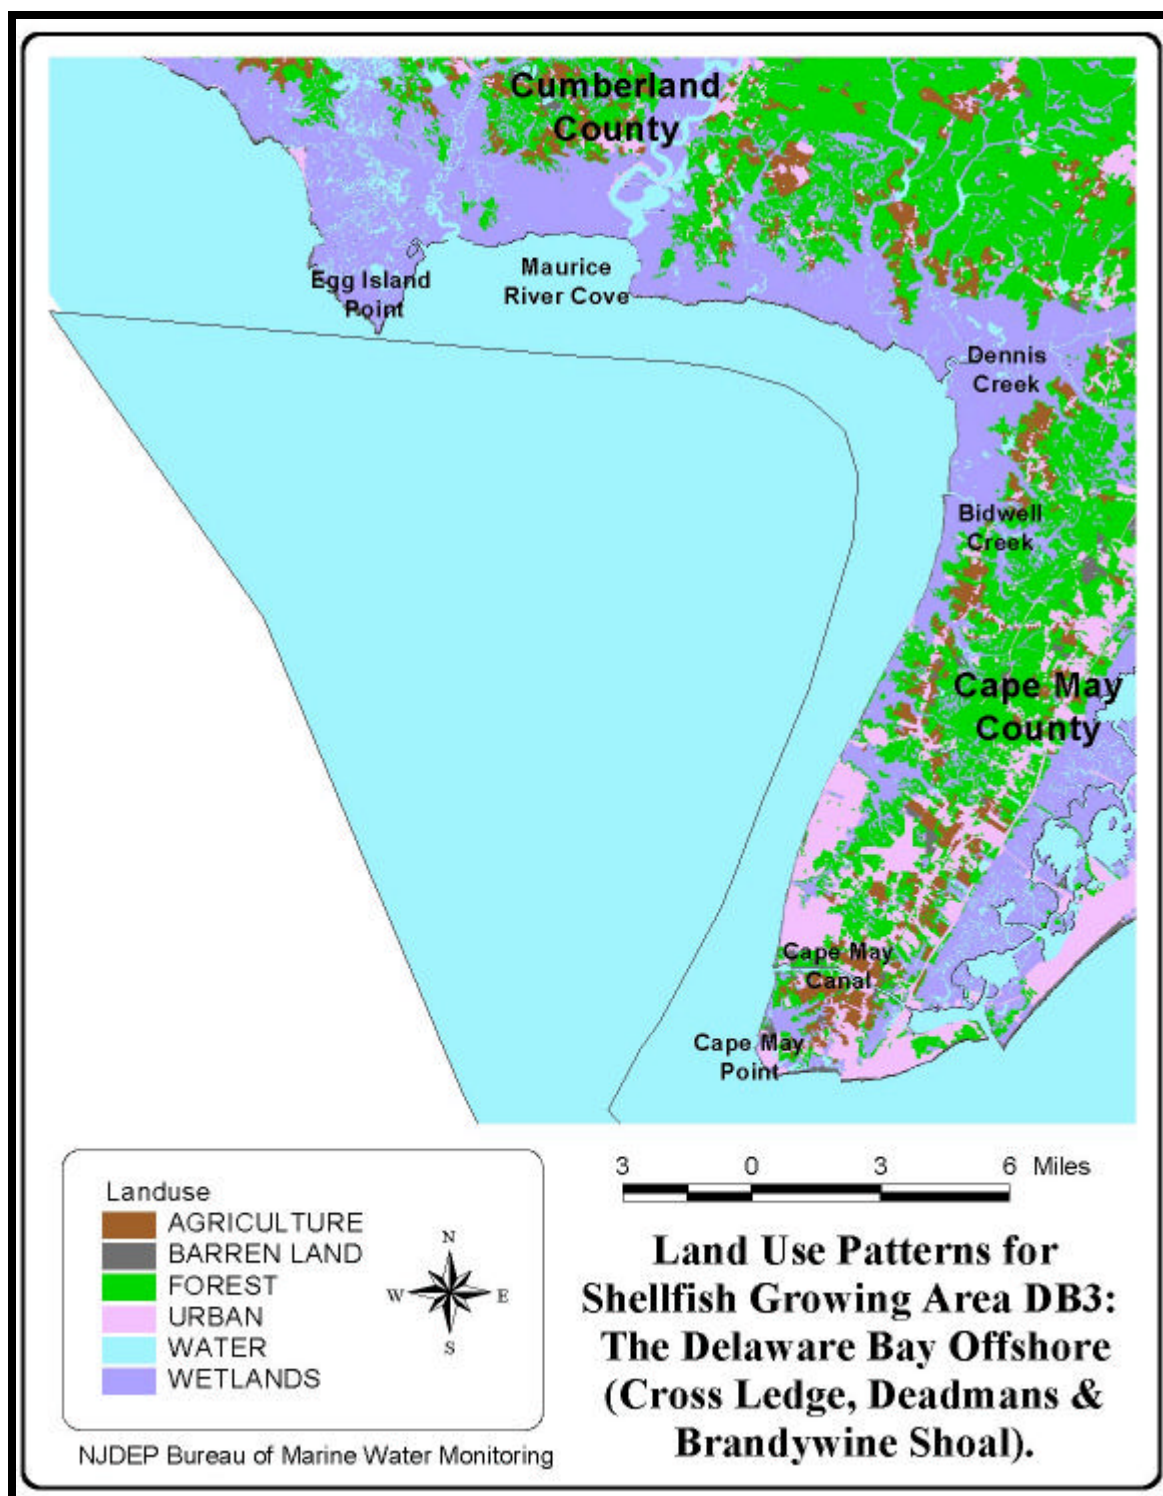 Cumberland
County
Egg Island
Point
Maurice
River Cove
Dennis
Creek
Bidwell
Creek
Cape May
County
Cape May
Canal
Cape May
Point
3 0 3 6 Miles
Landuse
AGRICULTURE
BARREN LAND
FOREST
URBAN
WATER
WETLANDS
N
W E
S
Land Use Patterns for
Shellfish Growing Area DB3:
The Delaware Bay Offshore
(Cross Ledge, Deadmans &
Brandywine Shoal).
NJDEP Bureau of Marine Water Monitoring